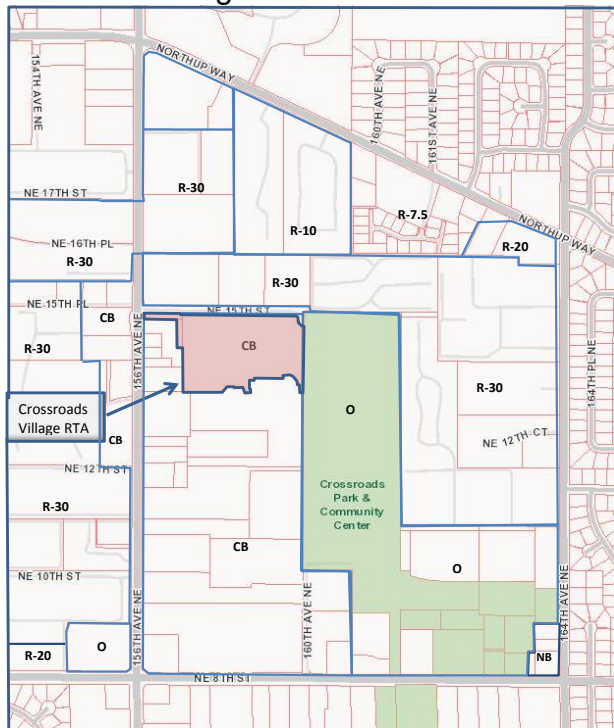 NORTHUP WAY
154TH AVE NE
160TH AVE NE
161ST AVE NE
R-30
NE 17TH ST
R-10
R-7.5
NORTHUP WAY
R-20
NE 16TH PL
R-30
R-30
NE 15TH PL
NE 15TH ST
CB
156TH AVE NE
CB
164TH PL NE
R-30
R-30
Crossroads
Village RTA
O
CB
NE 12TH CT
NE 12TH ST
R-30
Crossroads
Park &
Community
Center
CB
O
NE 10TH ST
156TH AVE NE
160TH AVE NE
164TH AVE NE
O
R-20
NB
NE 8TH ST